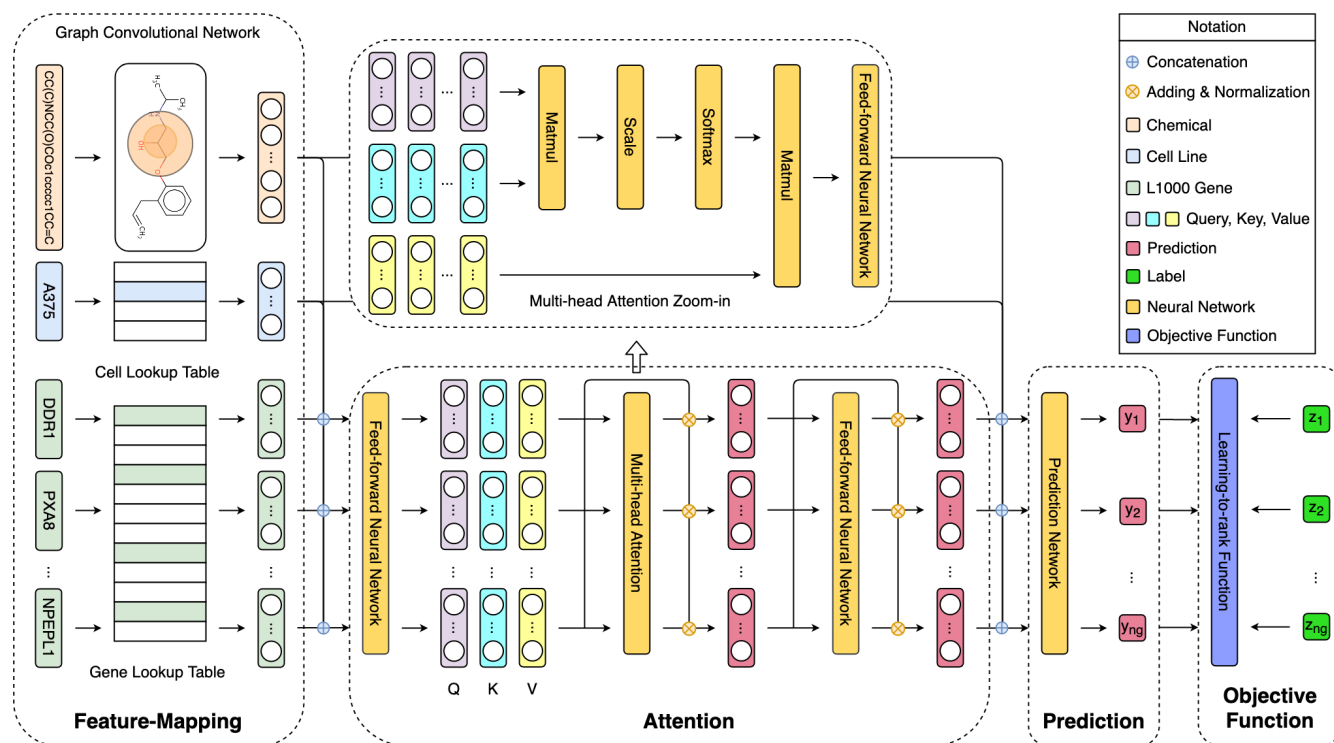 Graph Convolutional Network
CC(C)NCC(O)COc1ccccc1CC=C
H₃C
CH₃
H
N
OH
O
CH₂
A375
Cell Lookup Table
DDR1
PXA8
...
NPEPL1
Gene Lookup Table
Feature-Mapping
...
Matmul
Scale
Softmax
Matmul
Feed-forward Neural Network
Multi-head Attention Zoom-in
Feed-forward Neural Network
Q K V
Multi-head Attention
Feed-forward Neural Network
Attention
Prediction Network
y₁
y₂
...
yng
Prediction
Learning-to-rank Function
z₁
z₂
...
zng
Objective
Function
Notation
Concatenation
Adding & Normalization
Chemical
Cell Line
L1000 Gene
Query, Key, Value
Prediction
Label
Neural Network
Objective Function